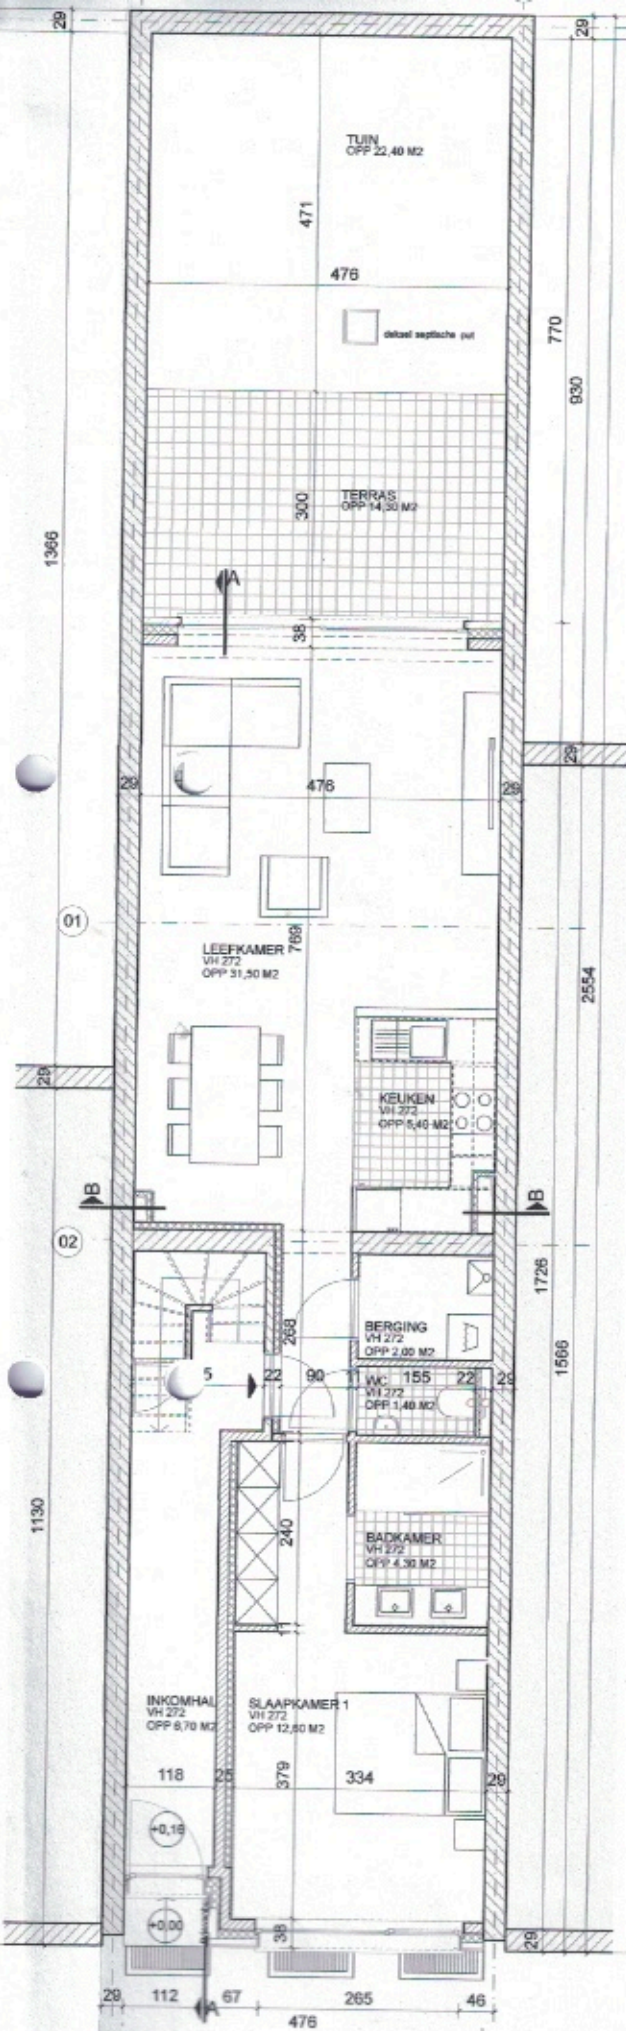 29
29
TUIN
OPP 22,40 M2
471
476
deksel septische put
770
930
TERRAS
OPP 14,30 M2
300
1366
A
38
29
29
476
29
01
LEEFKAMER
VH 272
OPP 31,50 M2
769
2554
29
KEUKEN
VH 272
OPP 5,40 M2
B
B
02
1726
268
BERGING
VH 272
OPP 2,00 M2
1566
5
22
90
11
WC
VH 272
OPP 1,40 M2
155
22
29
1130
240
BADKAMER
VH 272
OPP 4,30 M2
11
INKOMHAL
VH 272
OPP 8,70 M2
SLAAPKAMER 1
VH 272
OPP 12,60 M2
379
118
25
334
29
+0,16
+0,00
38
29
29
112
67
265
46
A
476